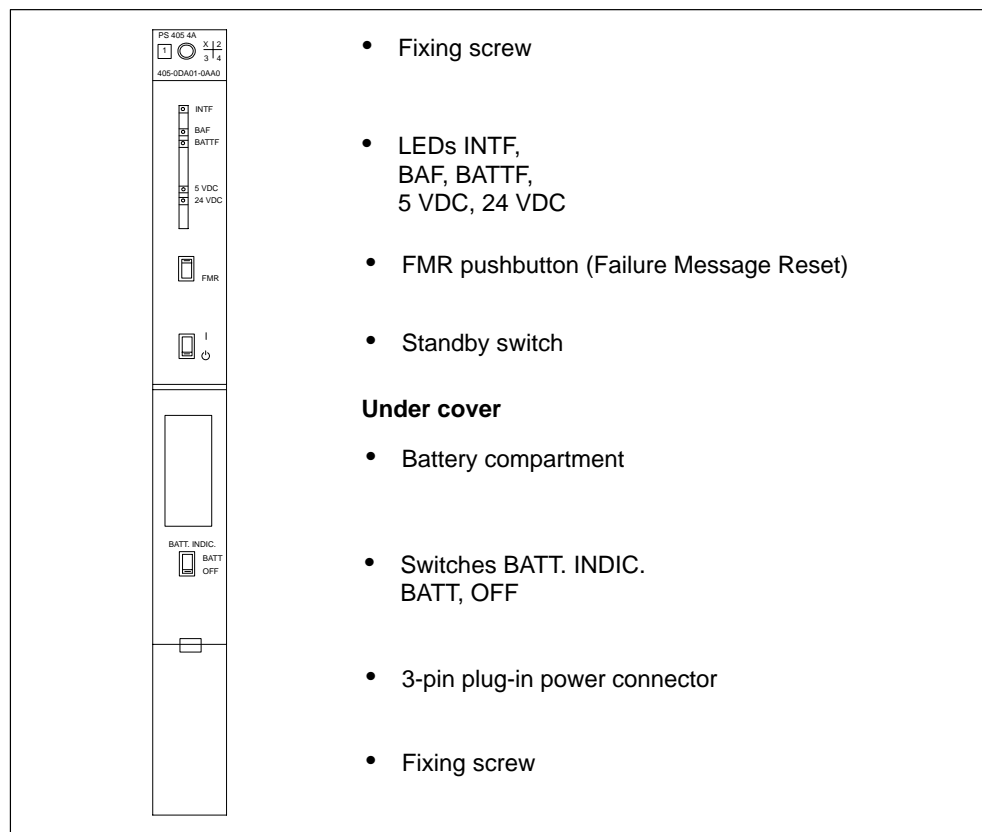 PS 405 4A
1
X 2
3 4
405-0DA01-0AA0
INTF
BAF
BATTF
5 VDC
24 VDC
FMR
I
BATT. INDIC.
BATT
OFF
• Fixing screw
• LEDs INTF,
BAF, BATTF,
5 VDC, 24 VDC
• FMR pushbutton (Failure Message Reset)
• Standby switch
Under cover
• Battery compartment
• Switches BATT. INDIC.
BATT, OFF
• 3-pin plug-in power connector
• Fixing screw